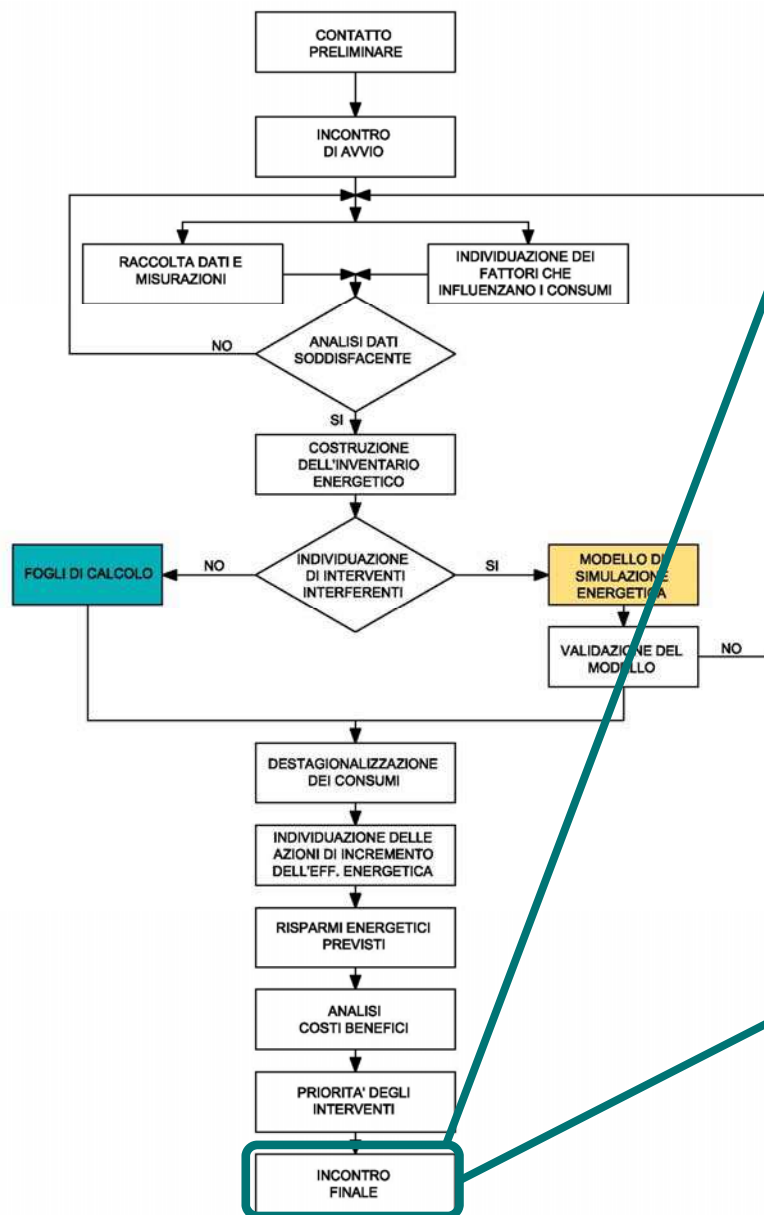 CONTATTO
PRELIMINARE
INCONTRO
DI AVVIO
RACCOLTA DATI E
MISURAZIONI
INDIVIDUAZIONE DEI
FATTORI CHE
INFLUENZANO I CONSUMI
NO
ANALISI DATI
SODDISFACENTE
SI
COSTRUZIONE
DELL'INVENTARIO
ENERGETICO
FOGLI DI CALCOLO
NO
INDIVIDUAZIONE
DI INTERVENTI
INTERFERENTI
SI
MODELLO DI
SIMULAZIONE
ENERGETICA
VALIDAZIONE DEL
MODELLO
NO
DESTAGIONALIZZAZIONE
DEI CONSUMI
INDIVIDUAZIONE DELLE
AZIONI DI INCREMENTO
DELL'EFF. ENERGETICA
RISPARMI ENERGETICI
PREVISTI
ANALISI
COSTI BENEFICI
PRIORITA' DEGLI
INTERVENTI
INCONTRO
FINALE